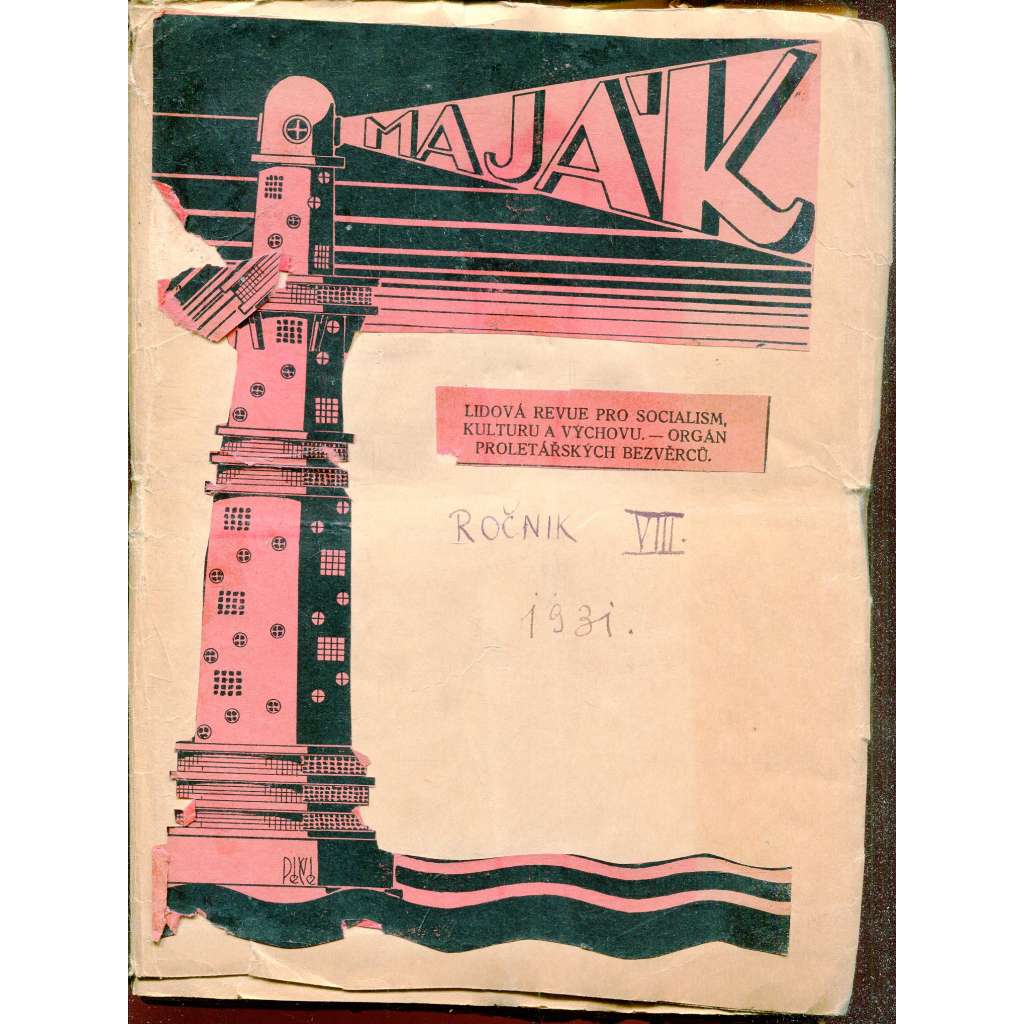 MAJÁK
LIDOVÁ REVUE PRO SOCIALISM,
KULTURU A VÝCHOVU. — ORGÁN
PROLETÁŘSKÝCH BEZVĚRCŮ.
ROČNIK VIII.
1931.